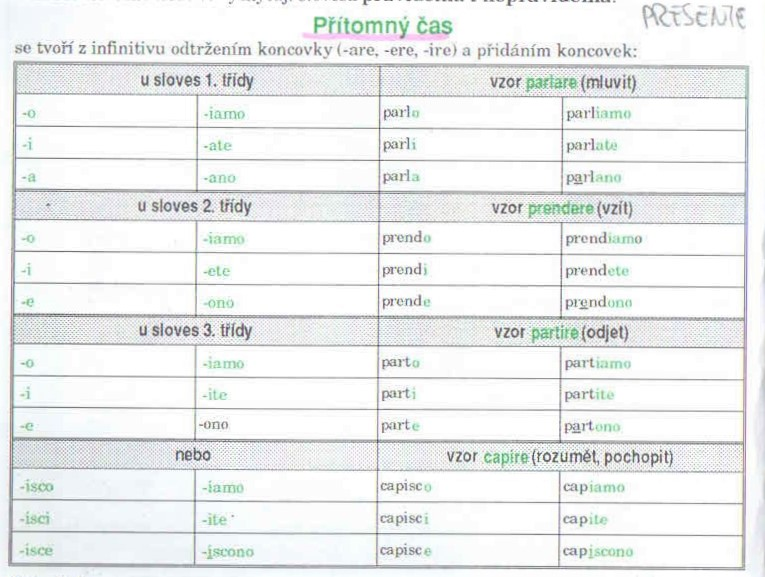 Přítomný čas
PRESENTE
se tvoří z infinitivu odtržením koncovky (-are, -ere, -ire) a přidáním koncovek:
u sloves 1. třídy vzor parlare (mluvit)
-o -iamo parlo parliamo
-i -ate parli parlate
-a -ano parla parlano
u sloves 2. třídy vzor prendere (vzít)
-o -iamo prendo prendiamo
-i -ete prendi prendete
-e -ono prende prendono
u sloves 3. třídy vzor partire (odjet)
-o -iamo parto partiamo
-i -ite parti partite
-e -ono parte partono
nebo vzor capire (rozumět, pochopit)
-isco -iamo capisco capiamo
-isci -ite capisci capite
-isce -iscono capisce capiscono